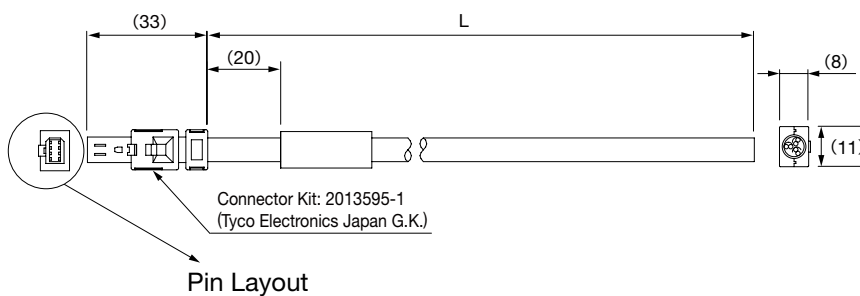 (33)
L
(20)
(8)
(11)
Connector Kit: 2013595-1
(Tyco Electronics Japan G.K.)
Pin Layout